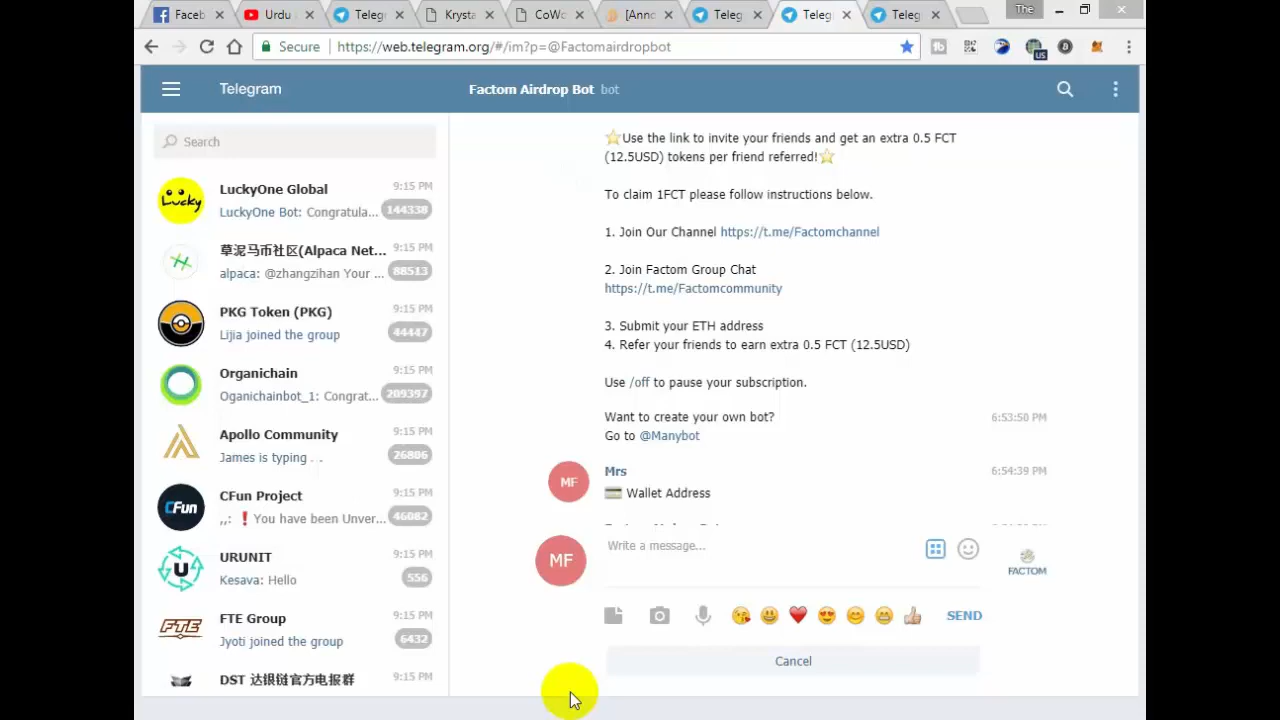 Faceb
Urdu
Telegr
Krysta
CoWo
[Anno
Teleg
Teleg
Teleg
The
Secure
https://web.telegram.org/#/im?p=@Factomairdropbot
US
Telegram
Factom Airdrop Bot bot
Search
LuckyOne Global 9:15 PM
LuckyOne Bot: Congratula... 144338
Lucky
草泥马币社区(Alpaca Net... 9:15 PM
alpaca: @zhangzihan Your ... 88513
PKG Token (PKG) 9:15 PM
Lijia joined the group 44447
Organichain 9:15 PM
Oganichainbot_1: Congrat... 209397
Apollo Community 9:15 PM
James is typing . . 26806
CFun Project 9:15 PM
,,: ❗You have been Unver... 46082
CFun
URUNIT 9:15 PM
Kesava: Hello 556
U
FTE Group 9:15 PM
Jyoti joined the group 6432
FTE
DST 达银链官方电报群 9:15 PM
⭐Use the link to invite your friends and get an extra 0.5 FCT
(12.5USD) tokens per friend referred!⭐
To claim 1FCT please follow instructions below.
1. Join Our Channel https://t.me/Factomchannel
2. Join Factom Group Chat
https://t.me/Factomcommunity
3. Submit your ETH address
4. Refer your friends to earn extra 0.5 FCT (12.5USD)
Use /off to pause your subscription.
Want to create your own bot? 6:53:50 PM
Go to @Manybot
MF
Mrs 6:54:39 PM
💳 Wallet Address
MF
Write a message...
FACTOM
SEND
Cancel